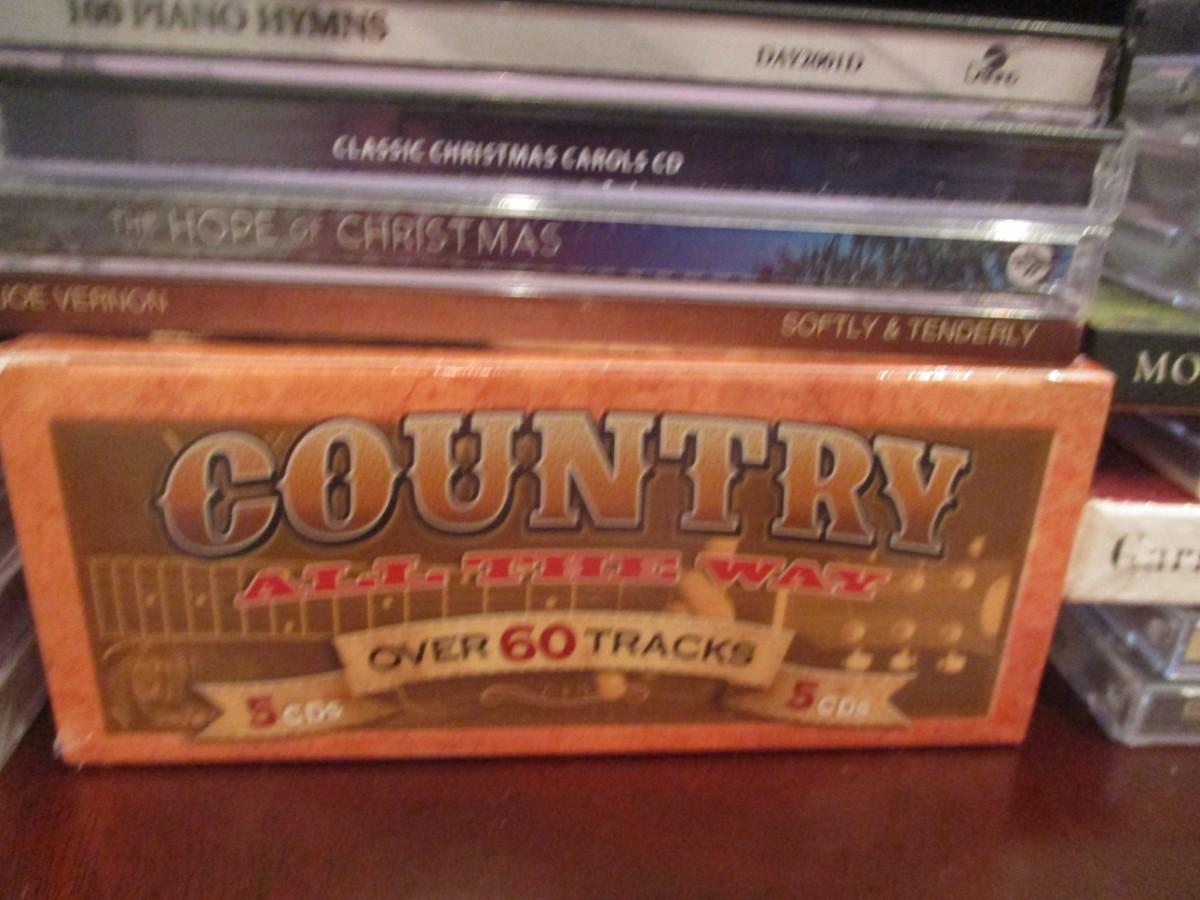 100 PIANO HYMNS
DAY2061D
CLASSIC CHRISTMAS CAROLS CD
THE HOPE OF CHRISTMAS
JOE VERNON
SOFTLY & TENDERLY
COUNTRY
ALL THE WAY
OVER 60 TRACKS
5 CDs
5 CDs
MO
Gar